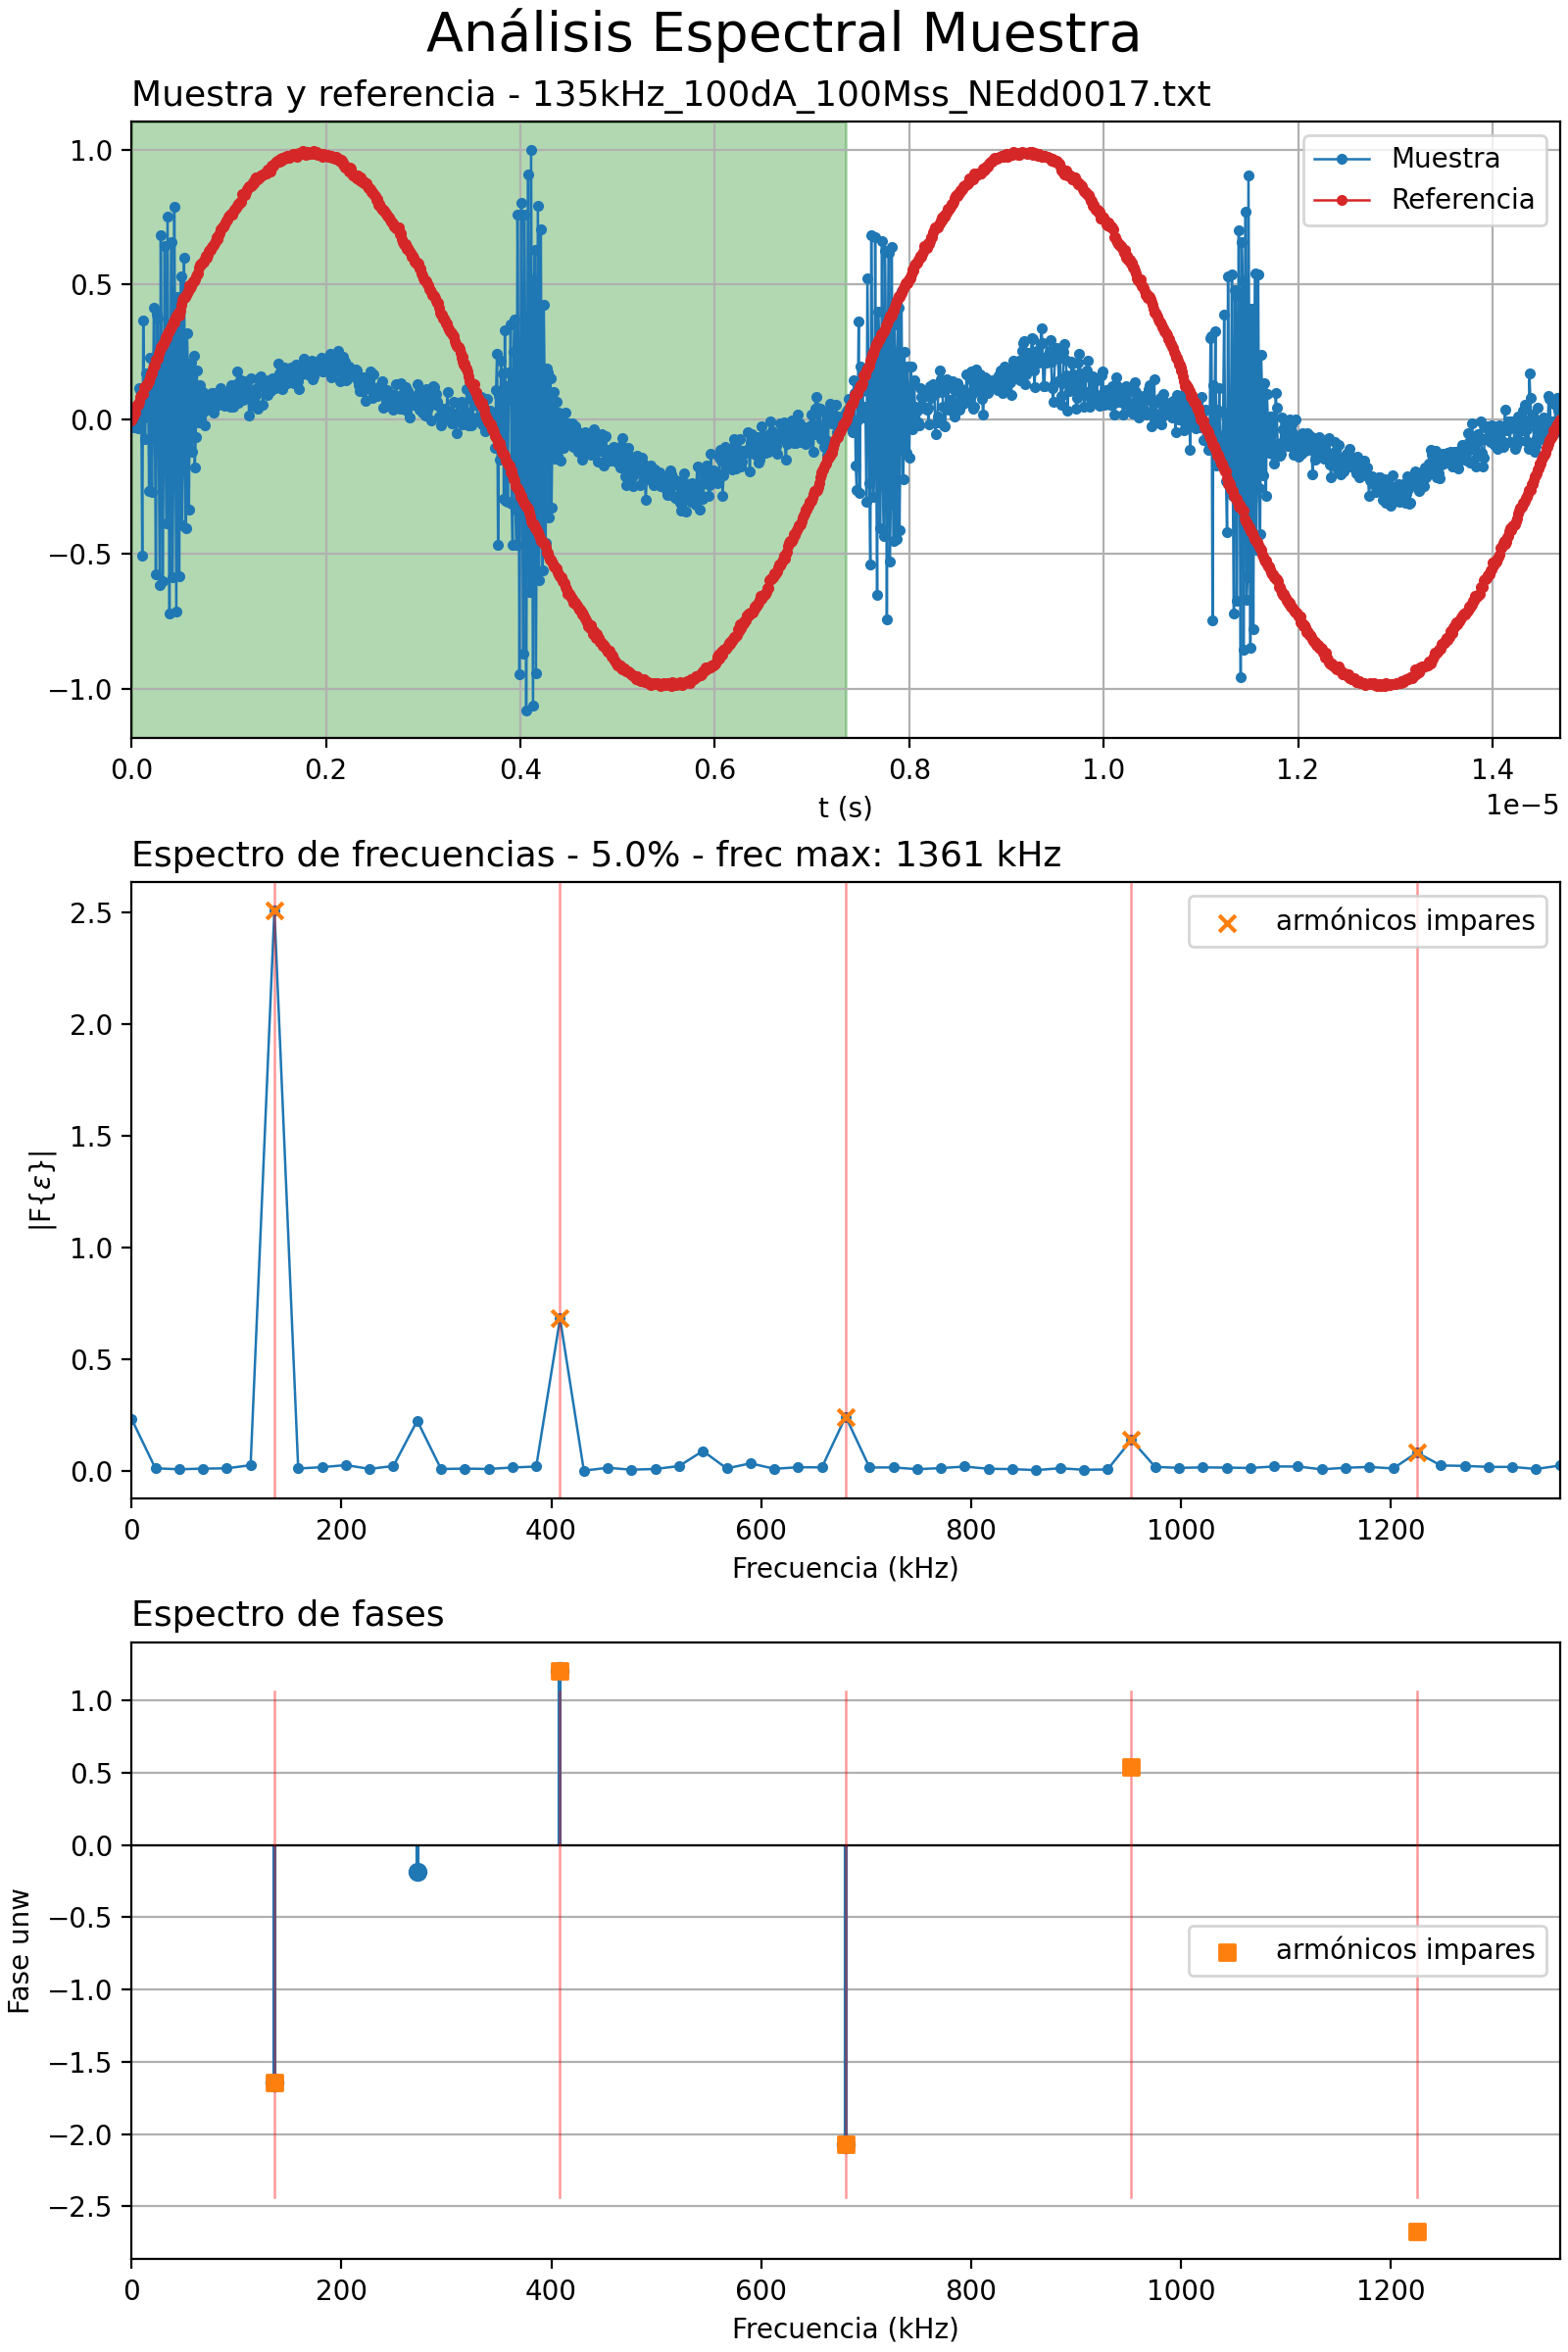 Análisis Espectral Muestra
Muestra y referencia - 135kHz_100dA_100Mss_NEdd0017.txt
1.0
0.5
0.0
−0.5
−1.0
Muestra
Referencia
0.0 0.2 0.4 0.6 0.8 1.0 1.2 1.4
1e−5
t (s)
Espectro de frecuencias - 5.0% - frec max: 1361 kHz
2.5
2.0
1.5
1.0
0.5
0.0
|F{ε}|
armónicos impares
0 200 400 600 800 1000 1200
Frecuencia (kHz)
Espectro de fases
1.0
0.5
0.0
−0.5
−1.0
−1.5
−2.0
−2.5
Fase unw
armónicos impares
0 200 400 600 800 1000 1200
Frecuencia (kHz)